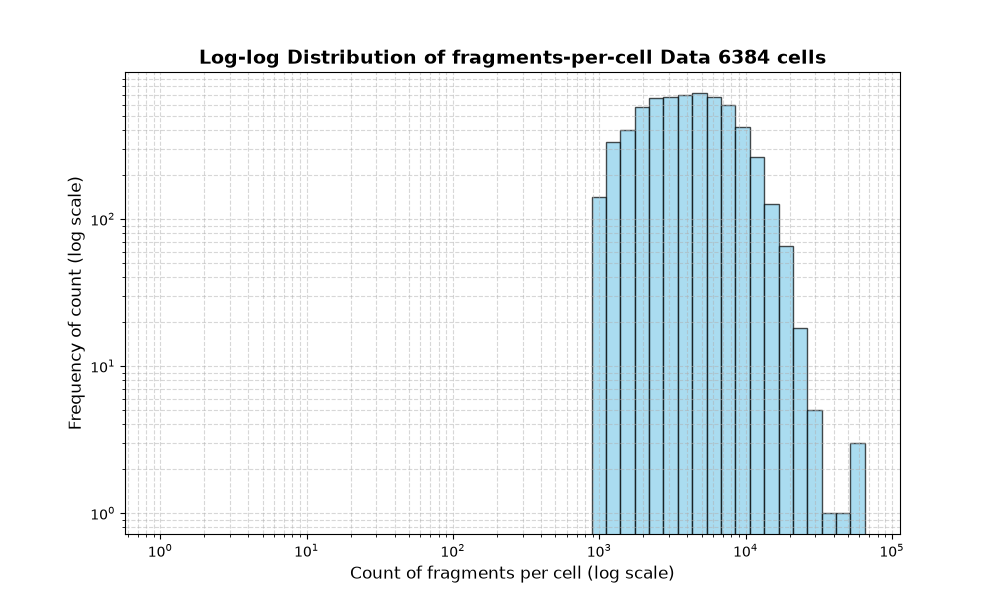 Log-log Distribution of fragments-per-cell Data 6384 cells
Frequency of count (log scale)
10²
10¹
10⁰
10⁰ 10¹ 10² 10³ 10⁴ 10⁵
Count of fragments per cell (log scale)